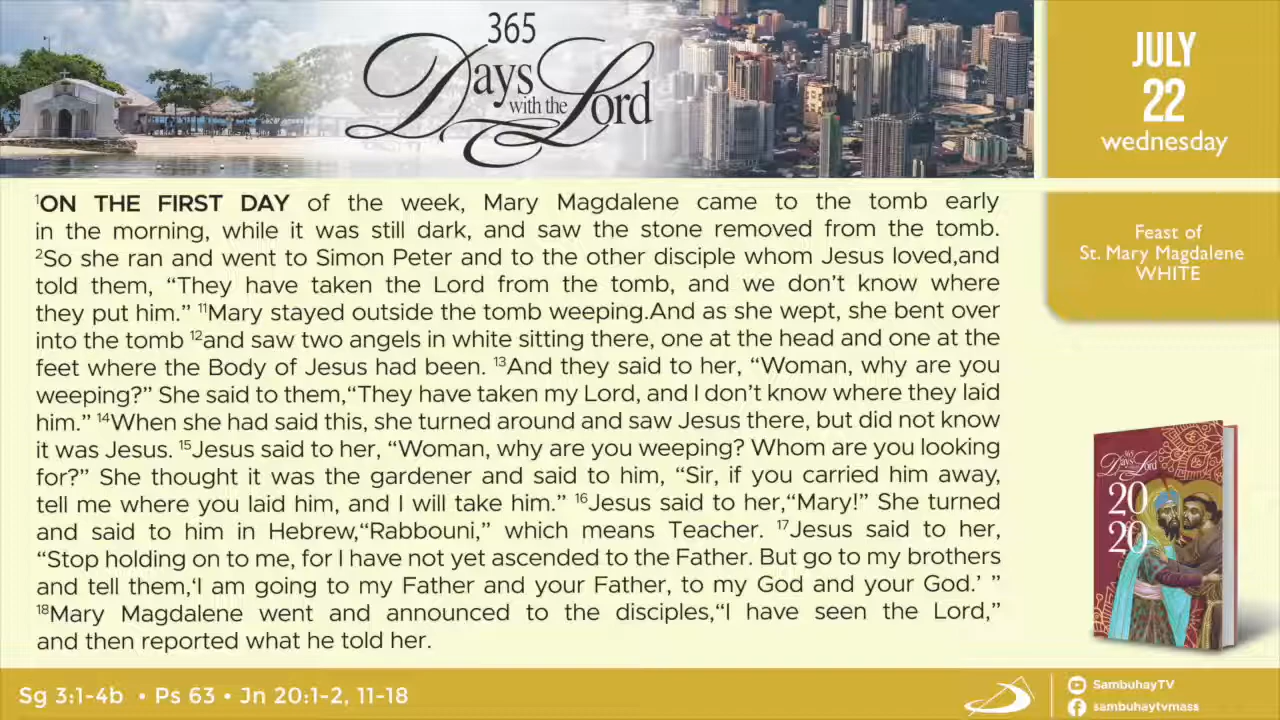 365
Days with the Lord
JULY
22
wednesday
Feast of
St. Mary Magdalene
WHITE
¹ON THE FIRST DAY of the week, Mary Magdalene came to the tomb early
in the morning, while it was still dark, and saw the stone removed from the tomb.
²So she ran and went to Simon Peter and to the other disciple whom Jesus loved,and
told them, “They have taken the Lord from the tomb, and we don’t know where
they put him.” ¹¹Mary stayed outside the tomb weeping.And as she wept, she bent over
into the tomb ¹²and saw two angels in white sitting there, one at the head and one at the
feet where the Body of Jesus had been. ¹³And they said to her, “Woman, why are you
weeping?” She said to them,“They have taken my Lord, and I don’t know where they laid
him.” ¹⁴When she had said this, she turned around and saw Jesus there, but did not know
it was Jesus. ¹⁵Jesus said to her, “Woman, why are you weeping? Whom are you looking
for?” She thought it was the gardener and said to him, “Sir, if you carried him away,
tell me where you laid him, and I will take him.” ¹⁶Jesus said to her,“Mary!” She turned
and said to him in Hebrew,“Rabbouni,” which means Teacher. ¹⁷Jesus said to her,
“Stop holding on to me, for I have not yet ascended to the Father. But go to my brothers
and tell them,‘I am going to my Father and your Father, to my God and your God.’ ”
¹⁸Mary Magdalene went and announced to the disciples,“I have seen the Lord,”
and then reported what he told her.
365
Days with the Lord
20
20
Sg 3:1-4b • Ps 63 • Jn 20:1-2, 11-18
SambuhayTV
sambuhaytvmass